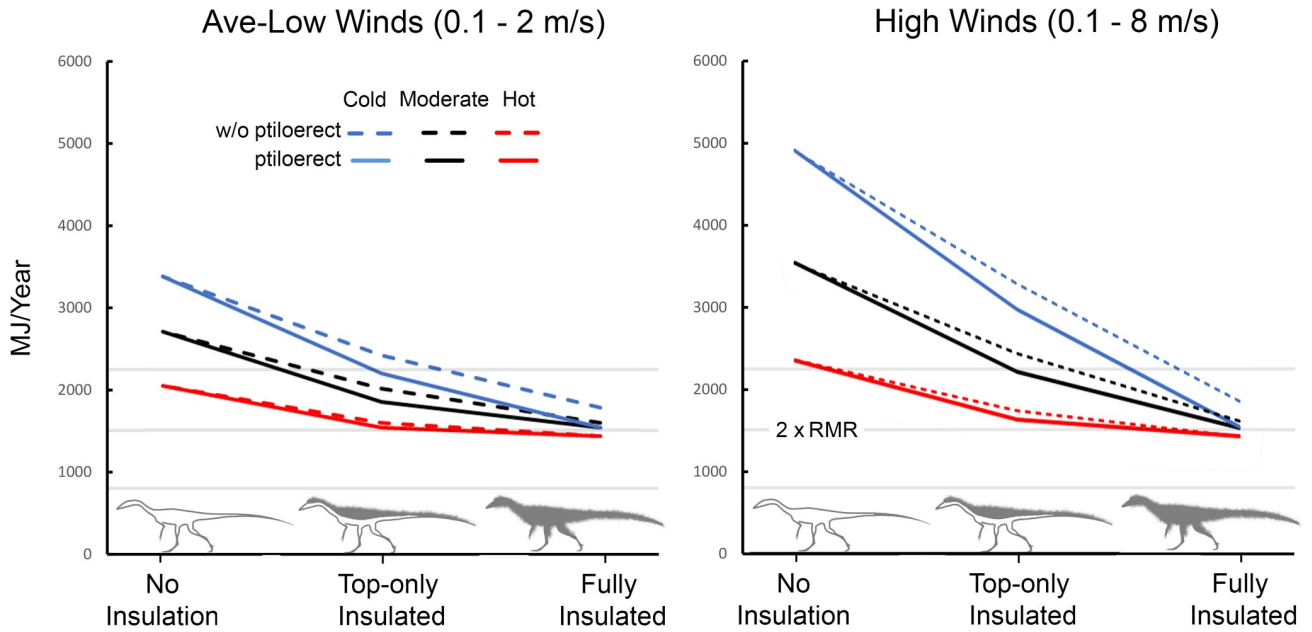 Ave-Low Winds (0.1 - 2 m/s)
6000
5000
4000
3000
2000
1000
0
MJ/Year
Cold Moderate Hot
w/o ptiloerect
ptiloerect
No
Insulation
Top-only
Insulated
Fully
Insulated
High Winds (0.1 - 8 m/s)
6000
5000
4000
3000
2000
1000
0
2 x RMR
No
Insulation
Top-only
Insulated
Fully
Insulated